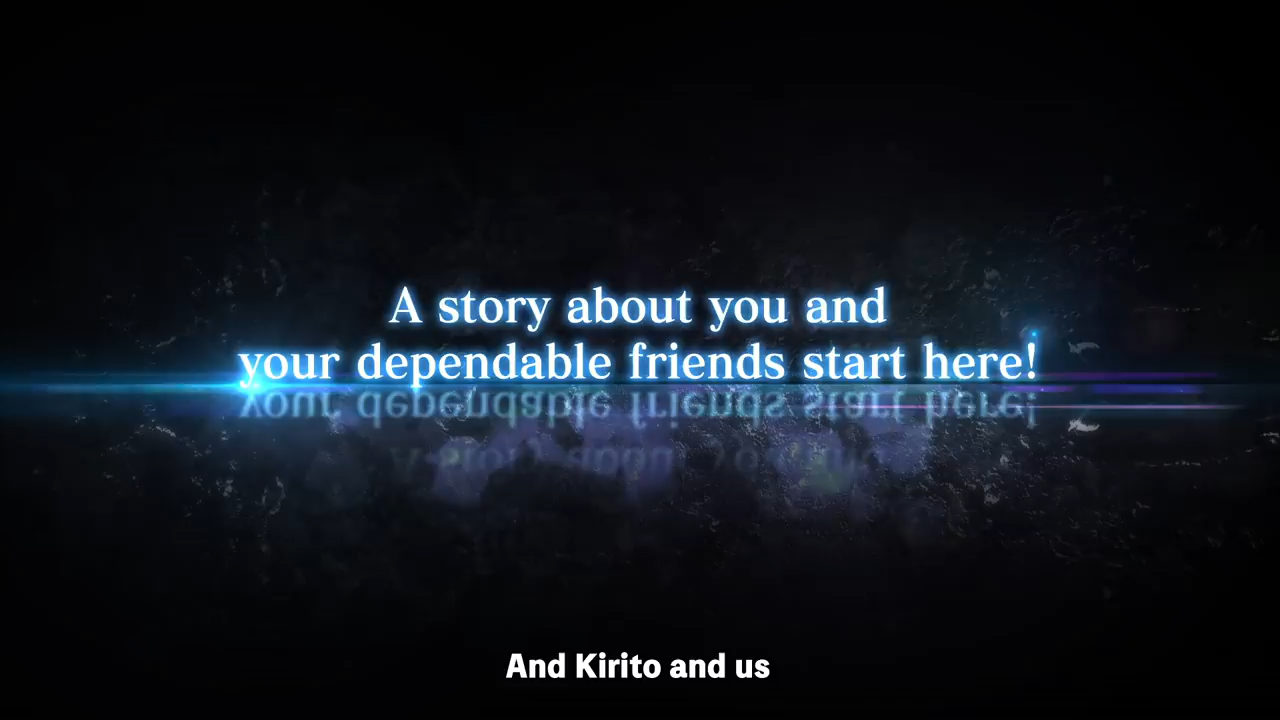 A story about you and
your dependable friends start here!
And Kirito and us